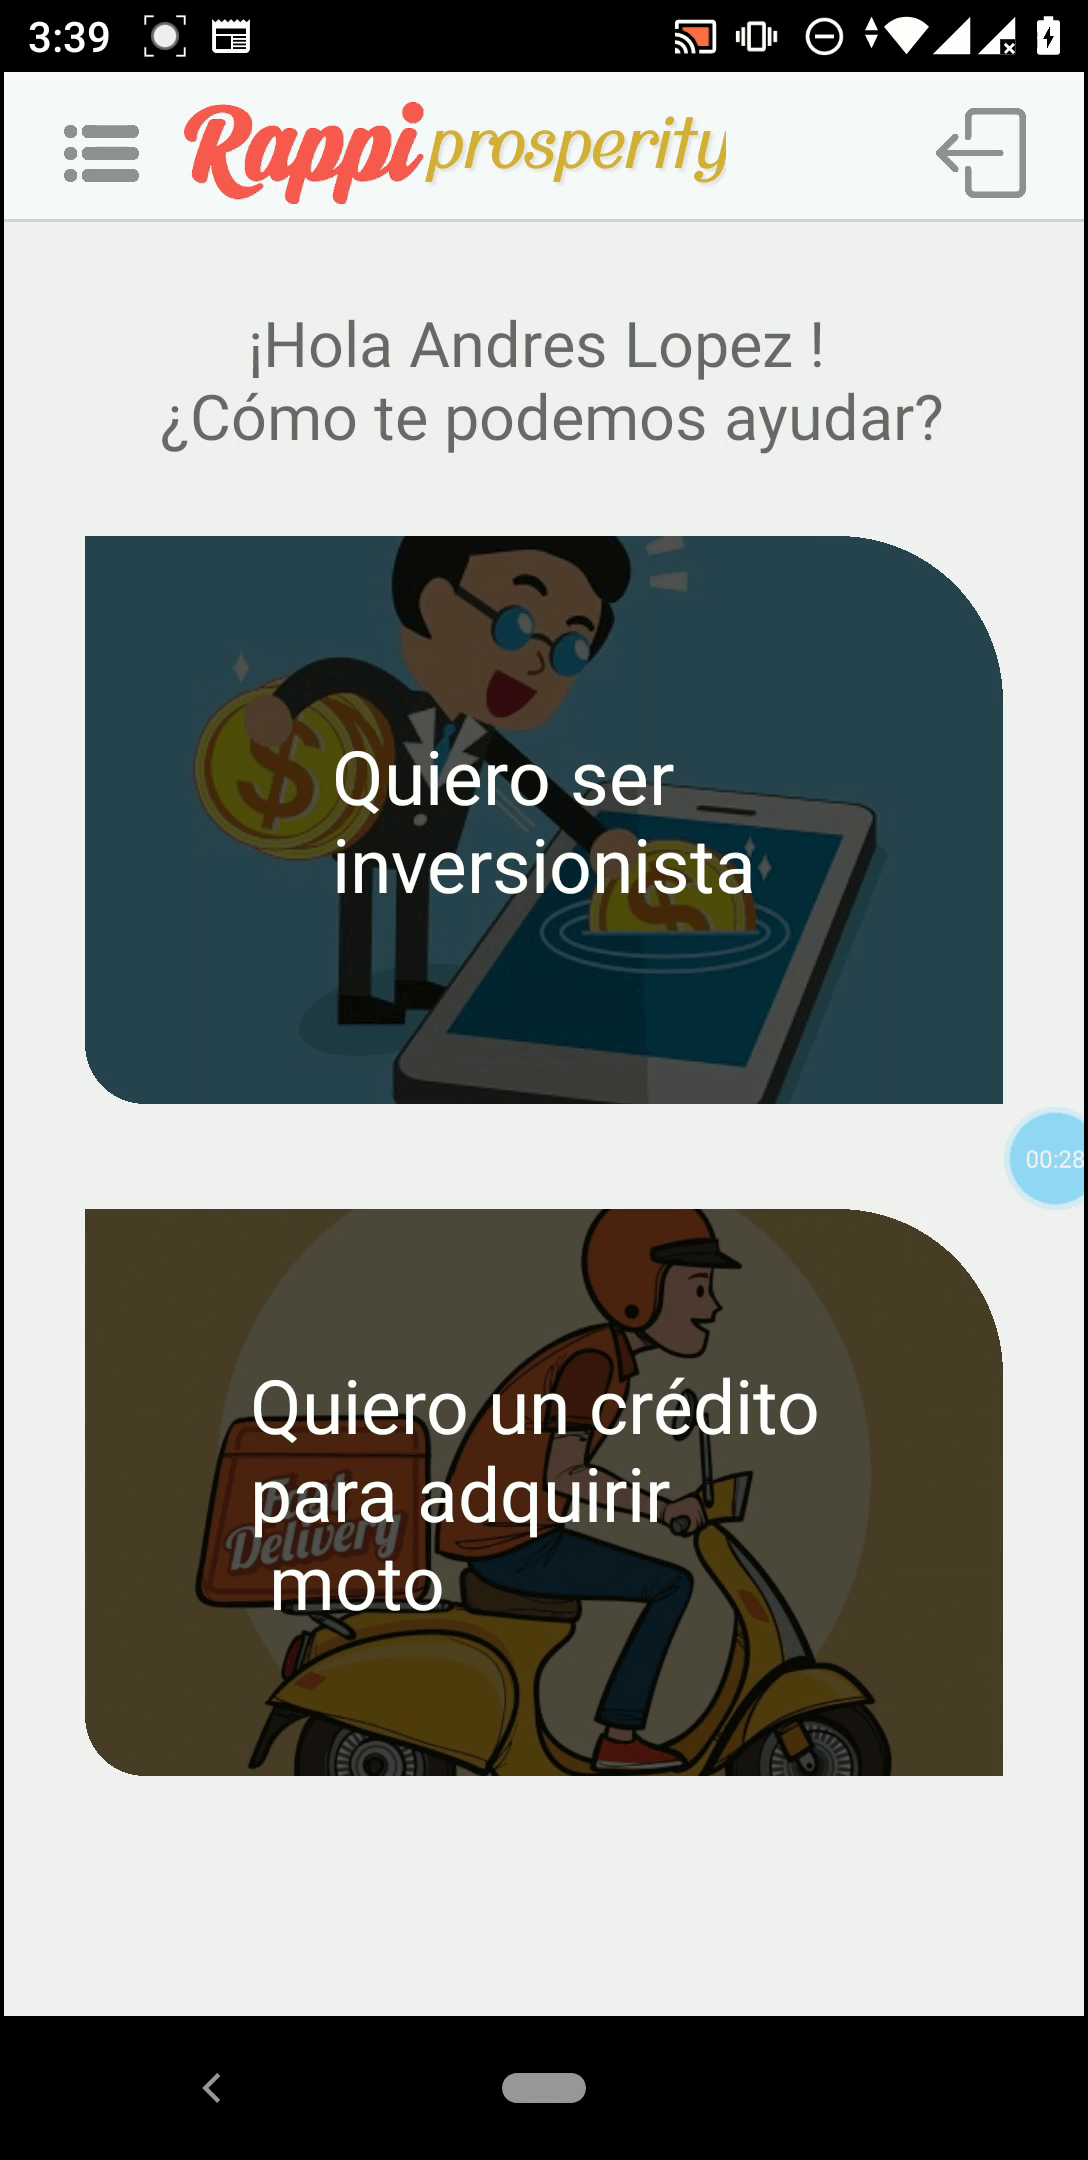 3:39
Rappi prosperity
¡Hola Andres Lopez !
¿Cómo te podemos ayudar?
Quiero ser
inversionista
00:28
Quiero un crédito
para adquirir
moto
Delivery